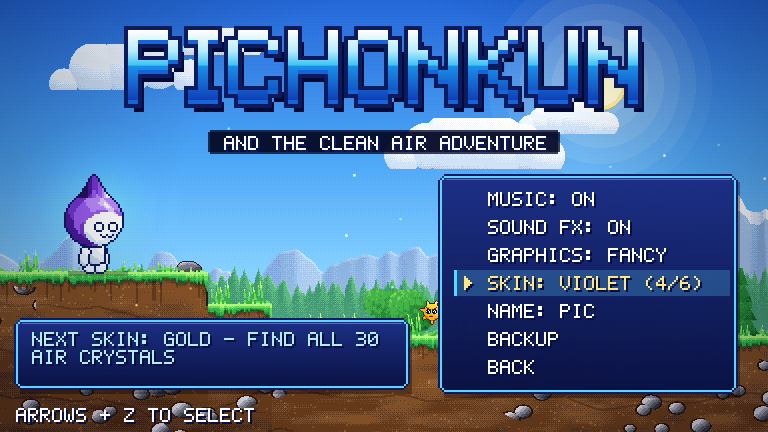 PICHONKUN
AND THE CLEAN AIR ADVENTURE
MUSIC: ON
SOUND FX: ON
GRAPHICS: FANCY
SKIN: VIOLET (4/6)
NAME: PIC
BACKUP
BACK
NEXT SKIN: GOLD - FIND ALL 30
AIR CRYSTALS
ARROWS + Z TO SELECT